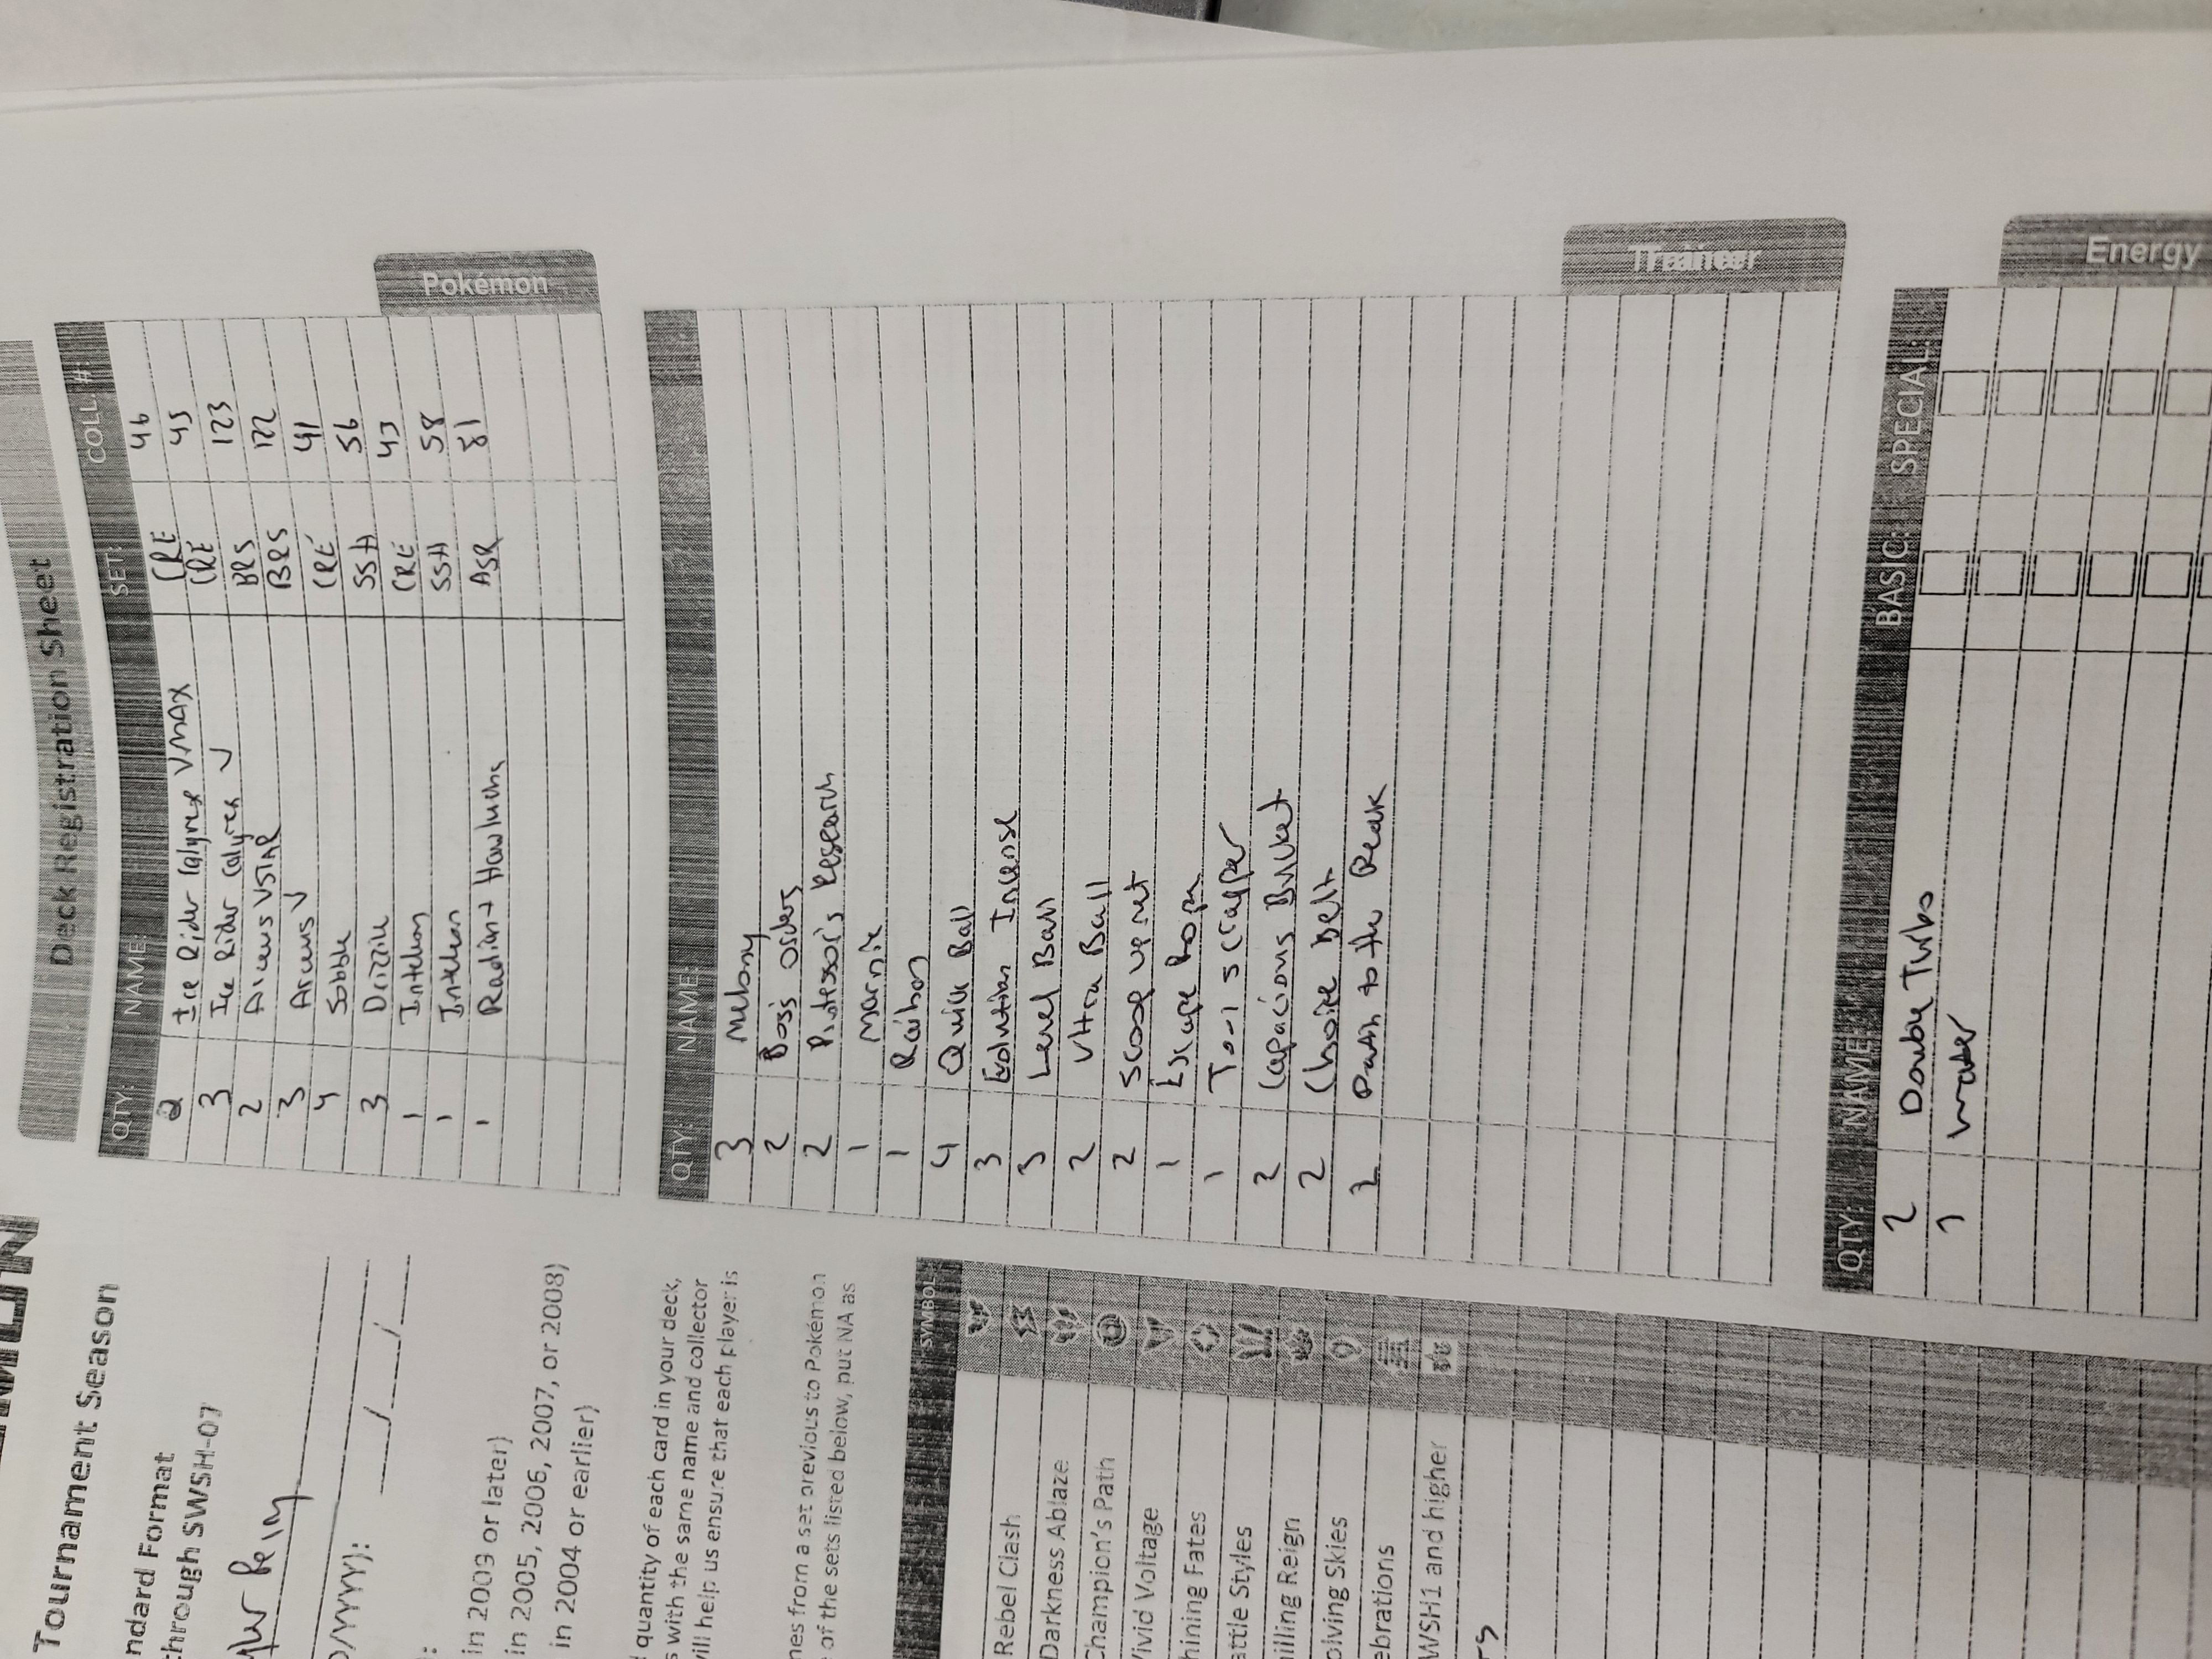 Tournament Season
ndard Format
through SWSH-07
D/YYYY): __/__/__
:
in 2009 or later)
in 2005, 2006, 2007, or 2008)
in 2004 or earlier)
quantity of each card in your deck,
s with the same name and collector
will help us ensure that each player is
nes from a set previous to Pokémon
of the sets listed below, put NA as
SYMBOL
Rebel Clash
Darkness Ablaze
Champion's Path
Vivid Voltage
hining Fates
attle Styles
hilling Reign
olving Skies
ebrations
WSH1 and higher
rs
Deck Registration Sheet
QTY: NAME: SET: COLL. #:
2 Ice Rider Calyrex VMAX CRE 46
3 Ice Rider Calyrex V CRE 45
2 Arceus VSTAR BRS 123
3 Arceus V BRS 122
4 Sobble CRE 41
3 Drizzile SSH 56
1 Inteleon CRE 43
1 Inteleon SSH 58
1 Radiant Hawlucha ASR 81
Pokemon
QTY: NAME:
3 Melony
2 Boss's Orders
2 Professor's Research
1 Marnie
1 Raihan
4 Quick Ball
3 Evolution Incense
3 Level Ball
2 Ultra Ball
2 Scoop up net
1 Escape Rope
1 Tool scrapper
2 Capacious Bucket
2 Choice Belt
2 Path to the Peak
Trainer
QTY: NAME: BASIC: SPECIAL:
2 Double Turbo
7 Water
Energy